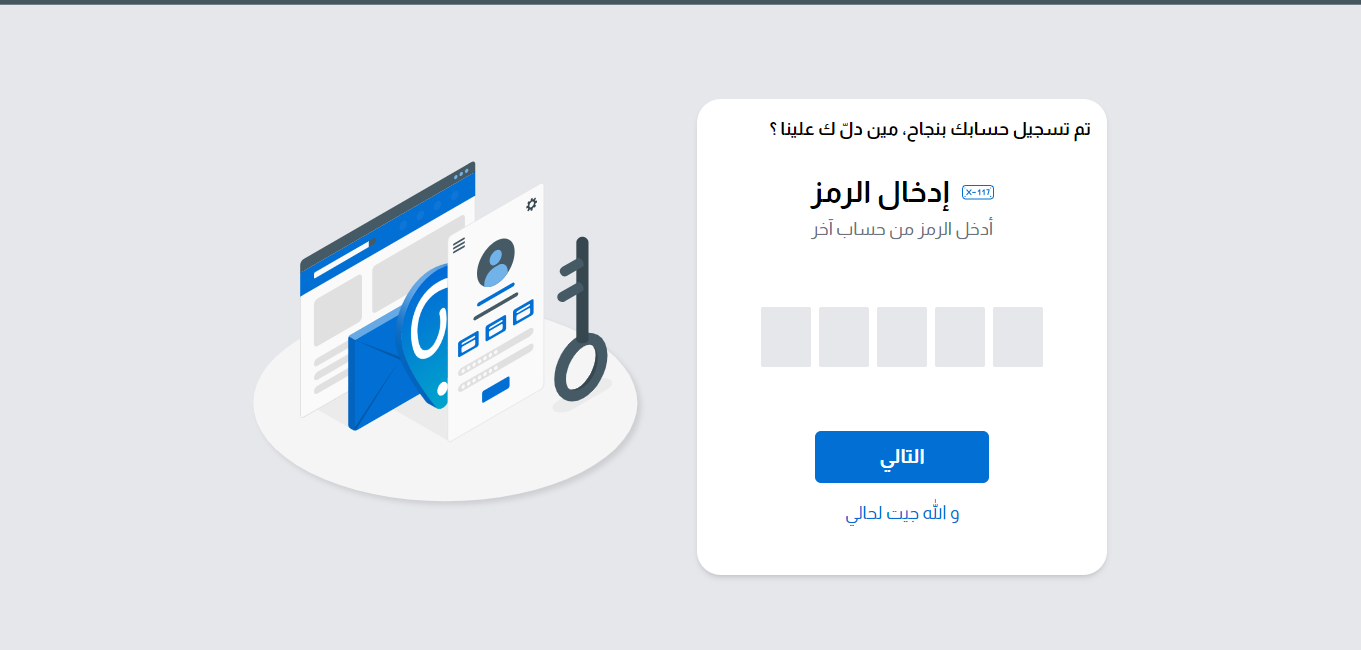 تم تسجيل حسابك بنجاح، مين دلّ ك علينا ؟
X-117
إدخال الرمز
أدخل الرمز من حساب آخر
التالي
و الله جيت لحالي